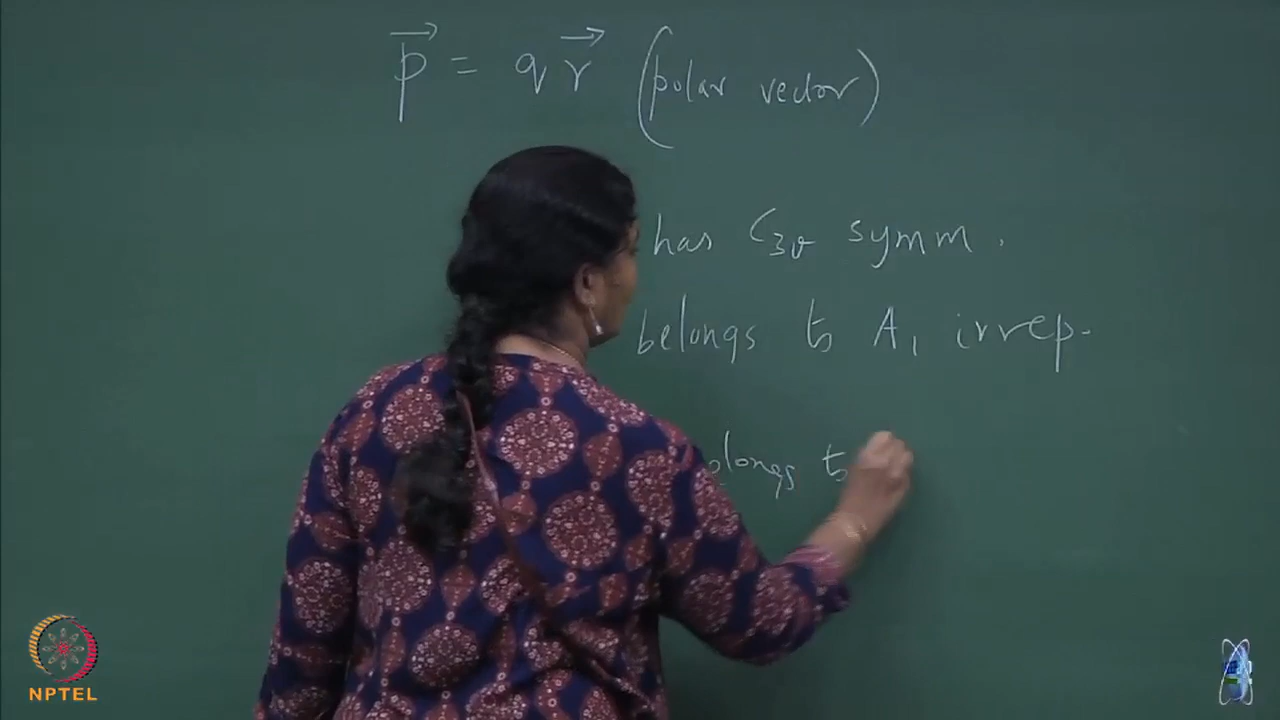 p⃗ = q r⃗ (polar vector)
has C₃ᵥ symm.
belongs to A₁ irrep.
longs to
NPTEL